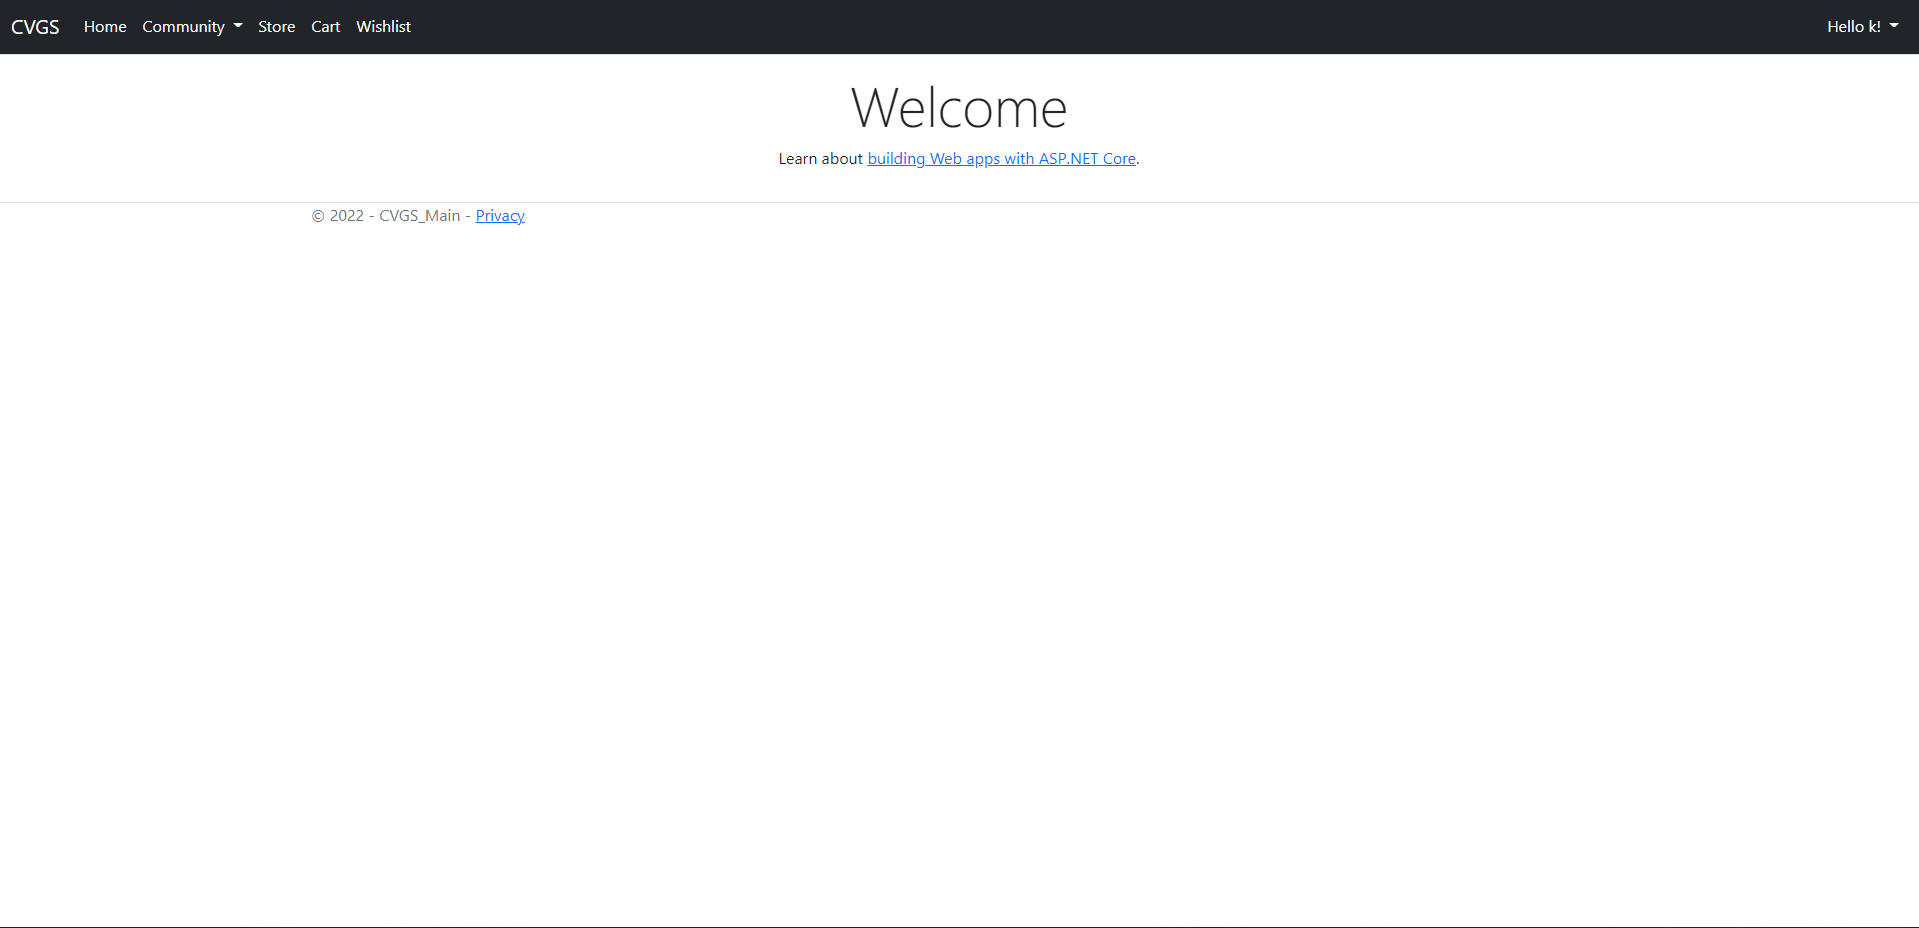 CVGS Home Community Store Cart Wishlist Hello k!
Welcome
Learn about building Web apps with ASP.NET Core.
© 2022 - CVGS_Main - Privacy